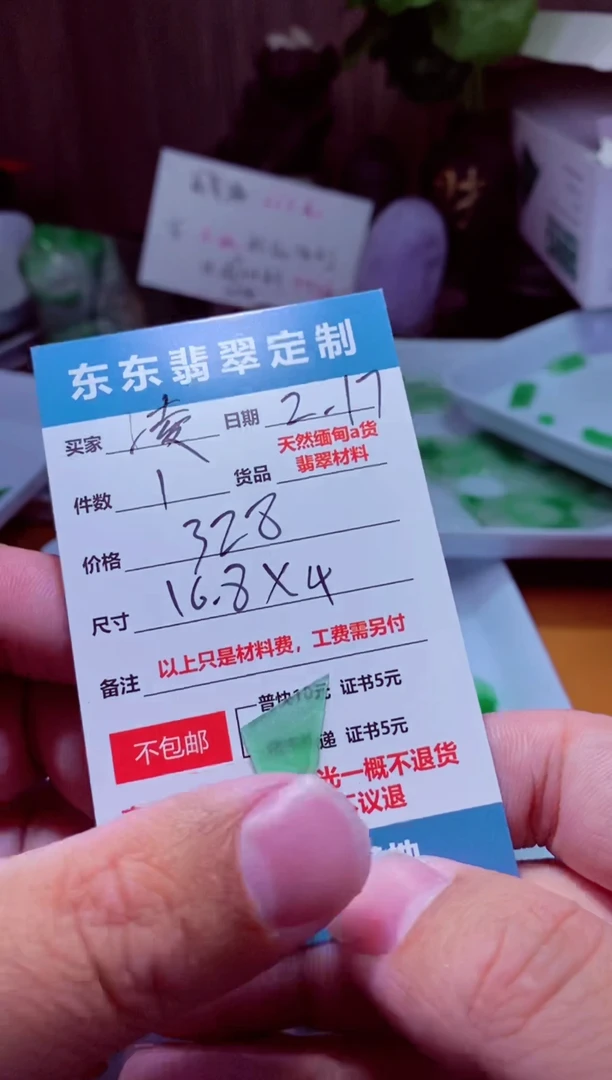 东东翡翠定制
买家 凌 日期 2.17
件数 1 货品 天然缅甸a货
翡翠材料
价格 328
尺寸 16.8×4
备注 以上只是材料费，工费需另付
不包邮
普快10元 证书5元
递 证书5元
光一概不退货
议退